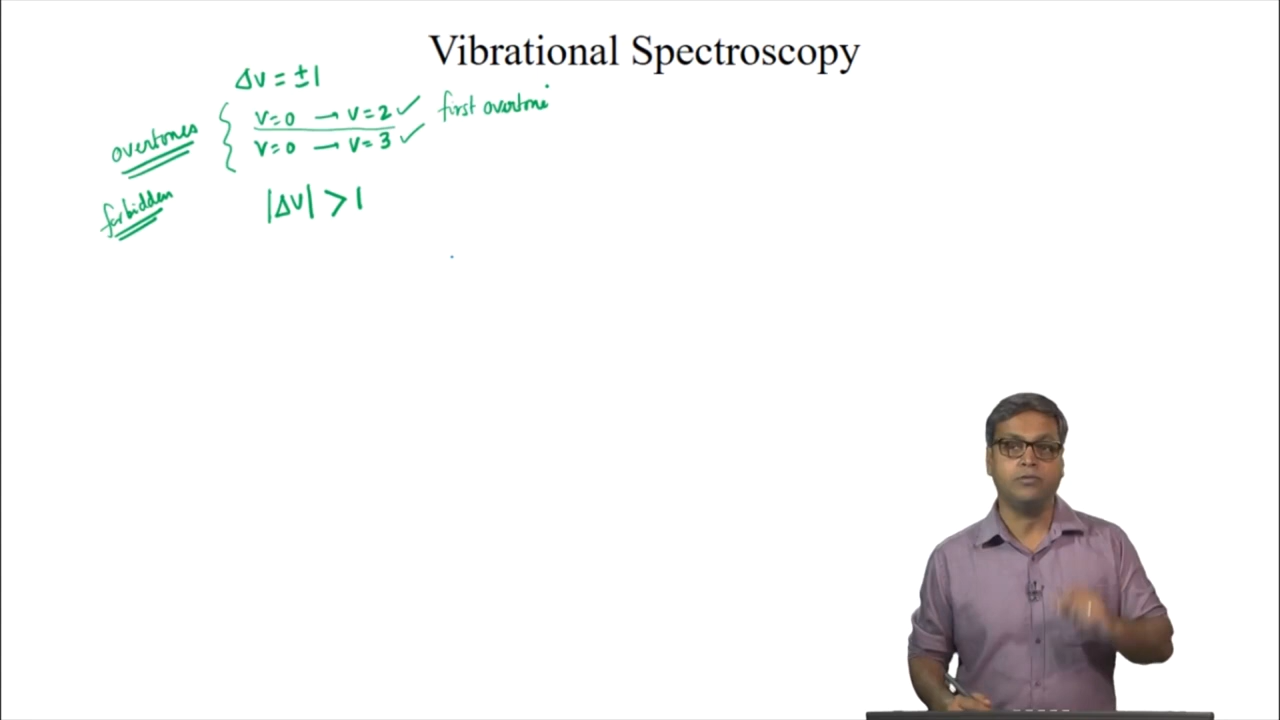 Vibrational Spectroscopy
Δv = ±1
overtones
v=0 → v=2 ✓ first overtone
v=0 → v=3 ✓
forbidden
|Δv| > 1